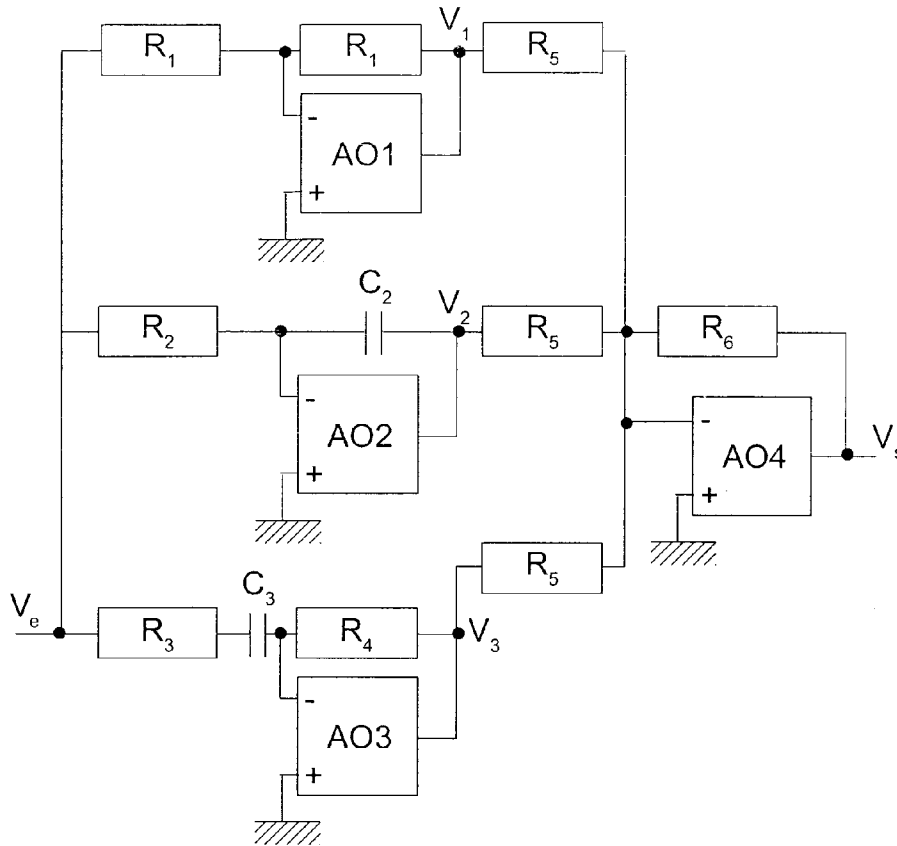 V₁
R₁ R₁ R₅
-
AO1
+
C₂ V₂
R₂ R₅ R₆
-
AO2
+
-
AO4
+
Vₛ
R₅
C₃
Vₑ
R₃ R₄ V₃
-
AO3
+